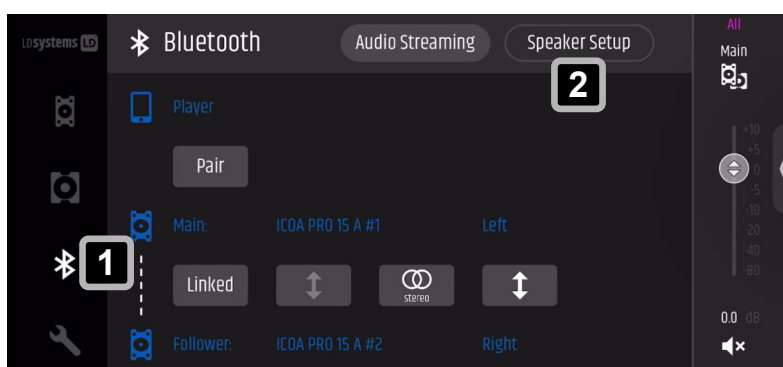 LDSYSTEMS LD
Bluetooth
Audio Streaming
Speaker Setup
2
All
Main
Player
Pair
+10
+5
0
-5
-10
-20
-40
-80
Main:
ICOA PRO 15 A #1
Left
1
Linked
stereo
0.0 dB
Follower:
ICOA PRO 15 A #2
Right